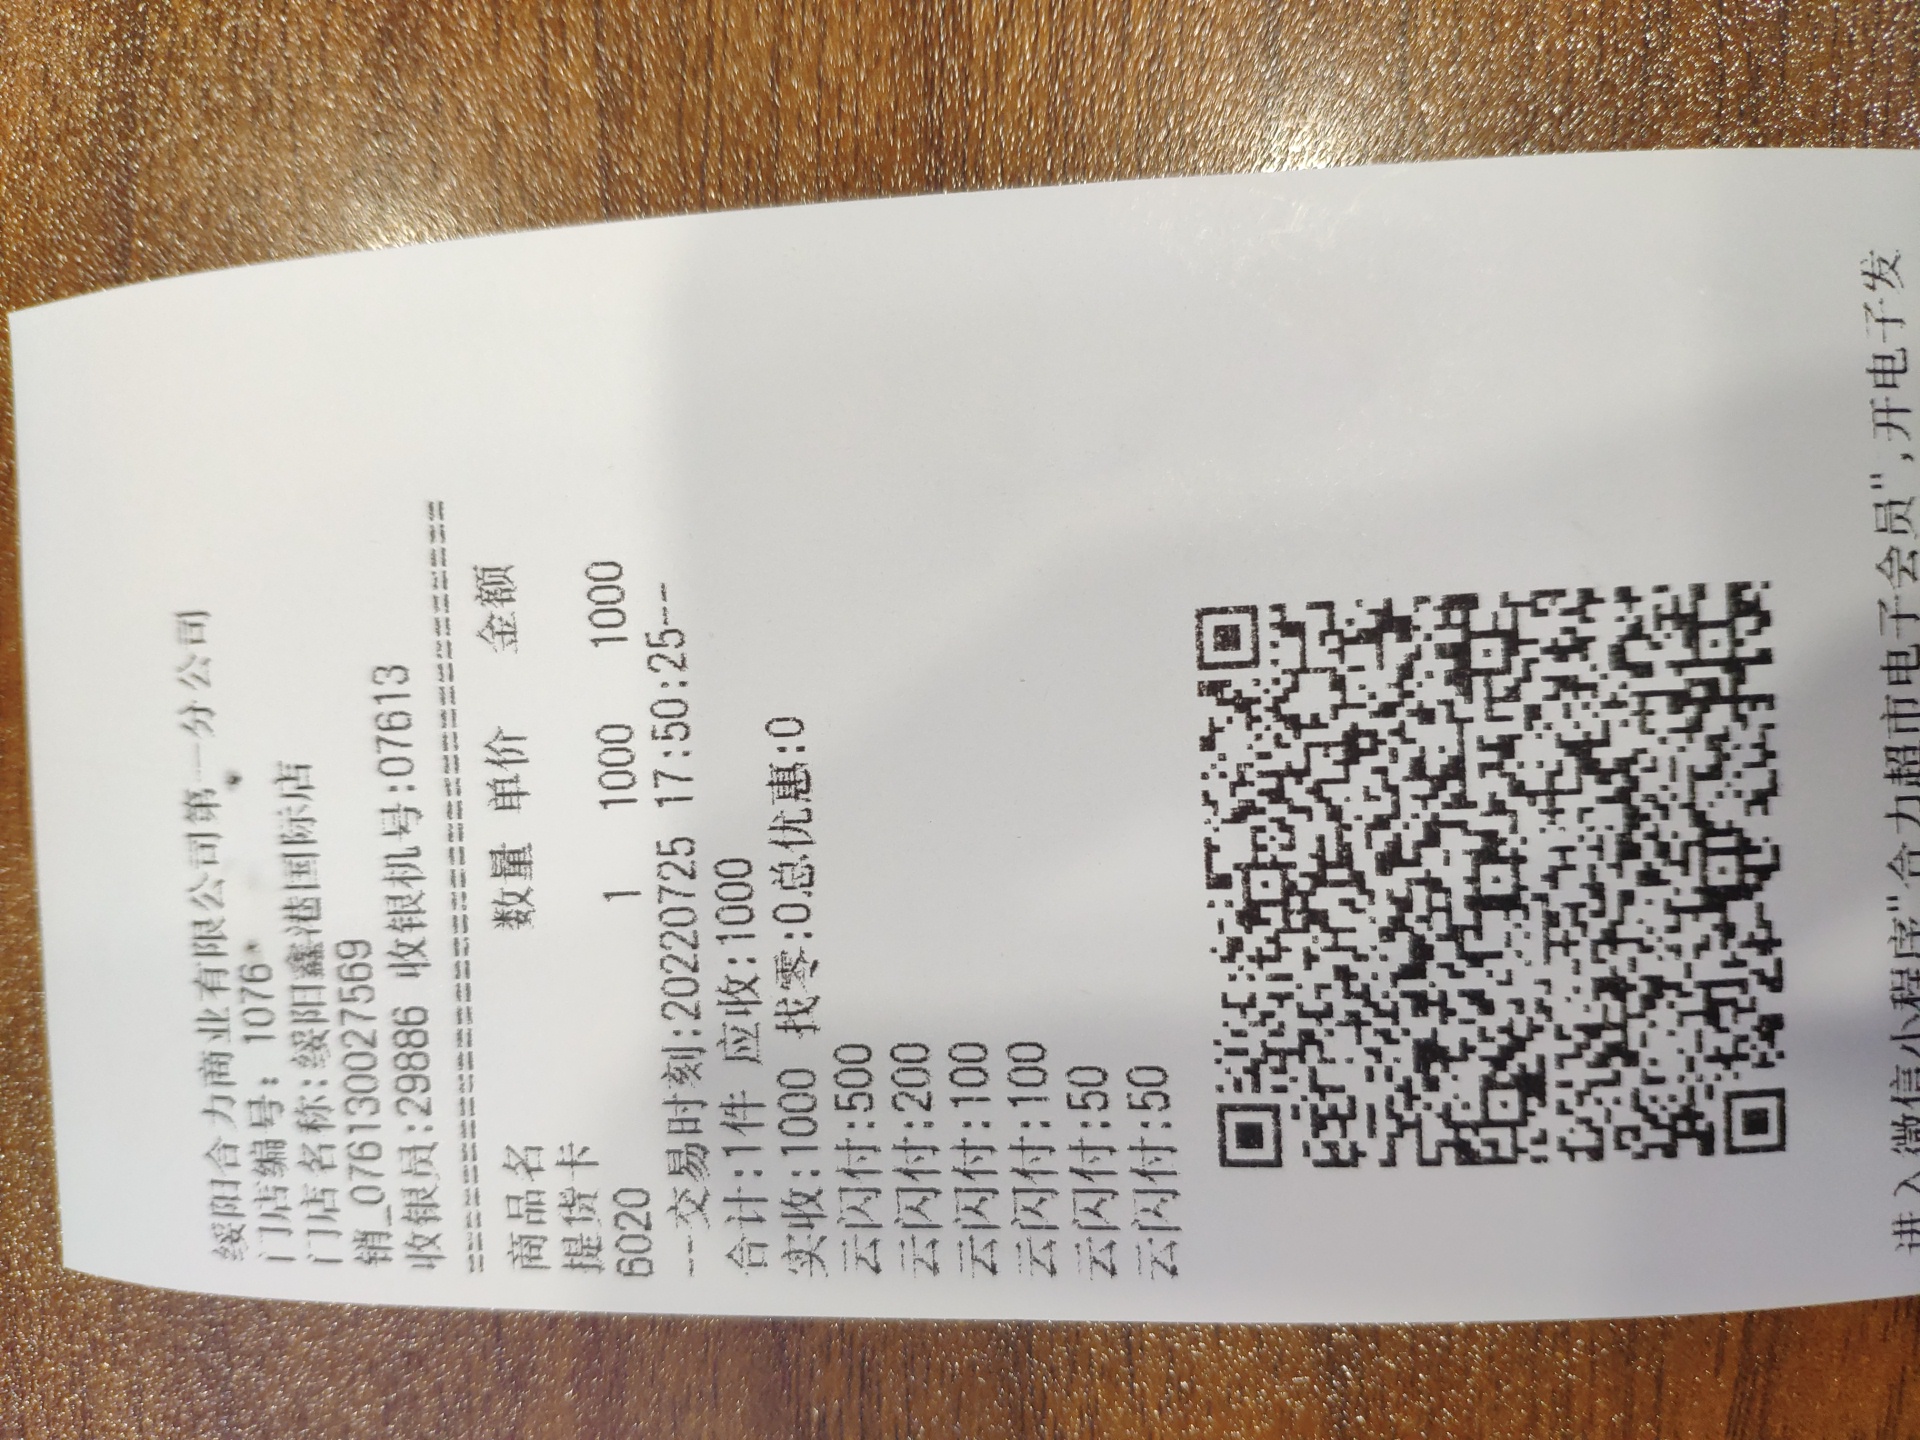 绥阳合力商业有限公司第一分公司
门店编号: 1076
门店名称:绥阳鑫港国际店
销_0761300275​69
收银员:29886 收银机号:07613
商品名 数量 单价 金额
提货卡
6020 1 1000 1000
--交易时刻:20220725 17:50:25--
合计:1件 应收:1000
实收:1000 找零:0总优惠:0
云闪付:500
云闪付:200
云闪付:100
云闪付:100
云闪付:50
云闪付:50
进入微信小程序"合力超市电子会员",开电子发